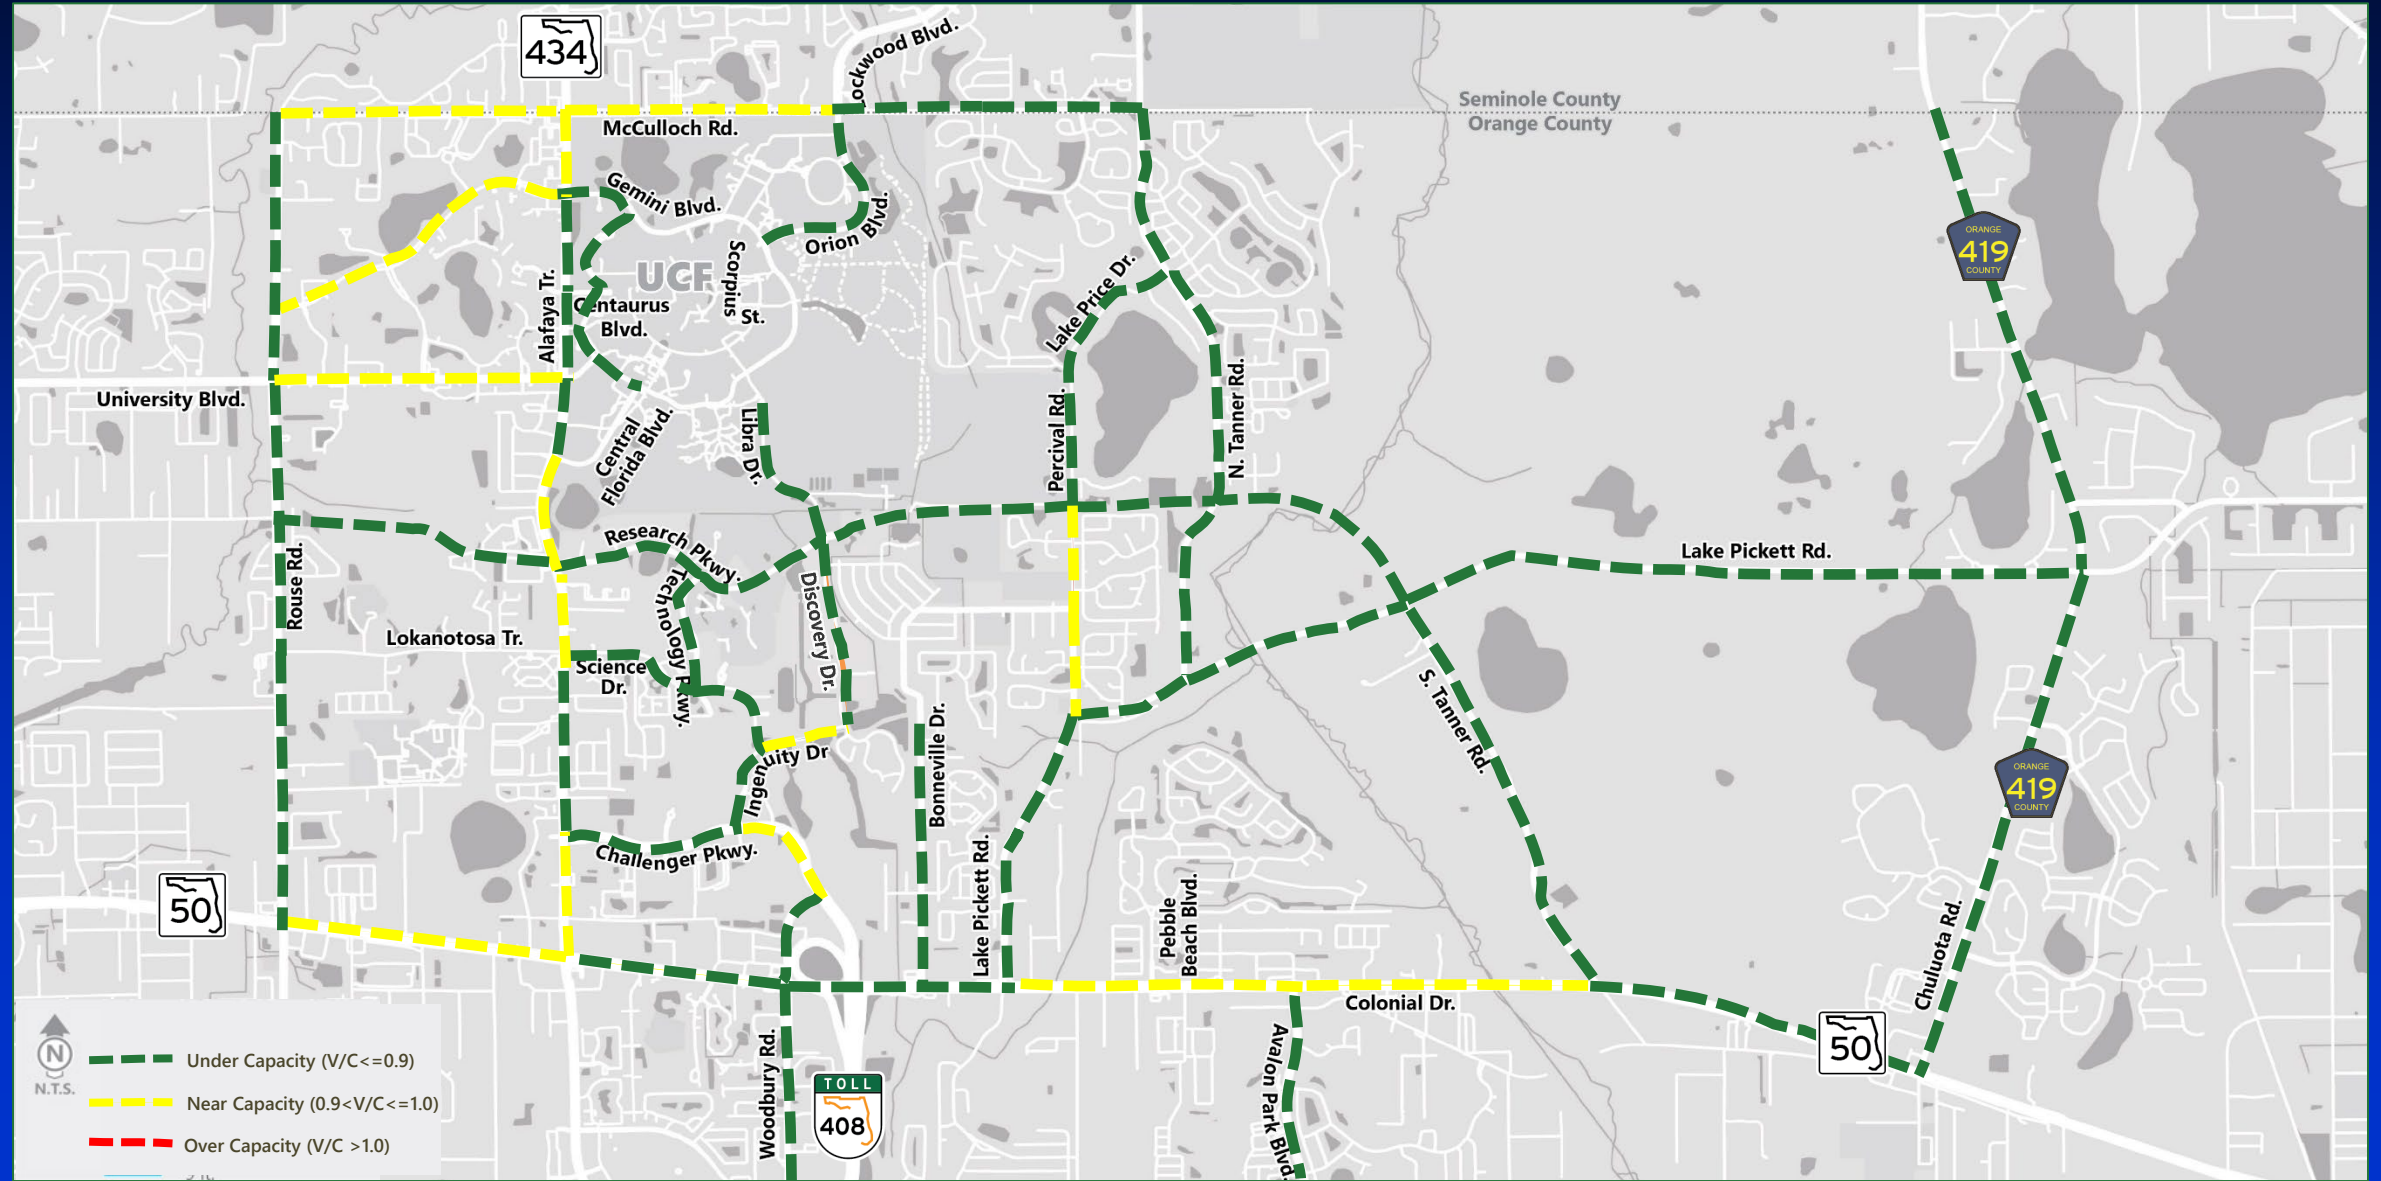 434
ockwood Blvd.
Seminole County
Orange County
McCulloch Rd.
Gemini Blvd.
Orion Blvd.
UCF
Scorpius
St.
Centaurus
Blvd.
Alafaya Tr.
Lake Price Dr.
ORANGE
419
COUNTY
University Blvd.
Central
Florida Blvd.
Libra Dr.
Percival Rd.
N. Tanner Rd.
Research Pkwy.
Rouse Rd.
Technology Pkwy.
Discovery Dr.
Lake Pickett Rd.
Lokanotosa Tr.
Science
Dr.
S. Tanner Rd.
Ingenuity Dr
Bonneville Dr.
ORANGE
419
COUNTY
Challenger Pkwy.
Lake Pickett Rd.
Pebble
Beach Blvd.
50
Chuluota Rd.
Colonial Dr.
50
Woodbury Rd.
Avalon Park Blvd.
TOLL
408
N
N.T.S.
Under Capacity (V/C<=0.9)
Near Capacity (0.9<V/C<=1.0)
Over Capacity (V/C >1.0)